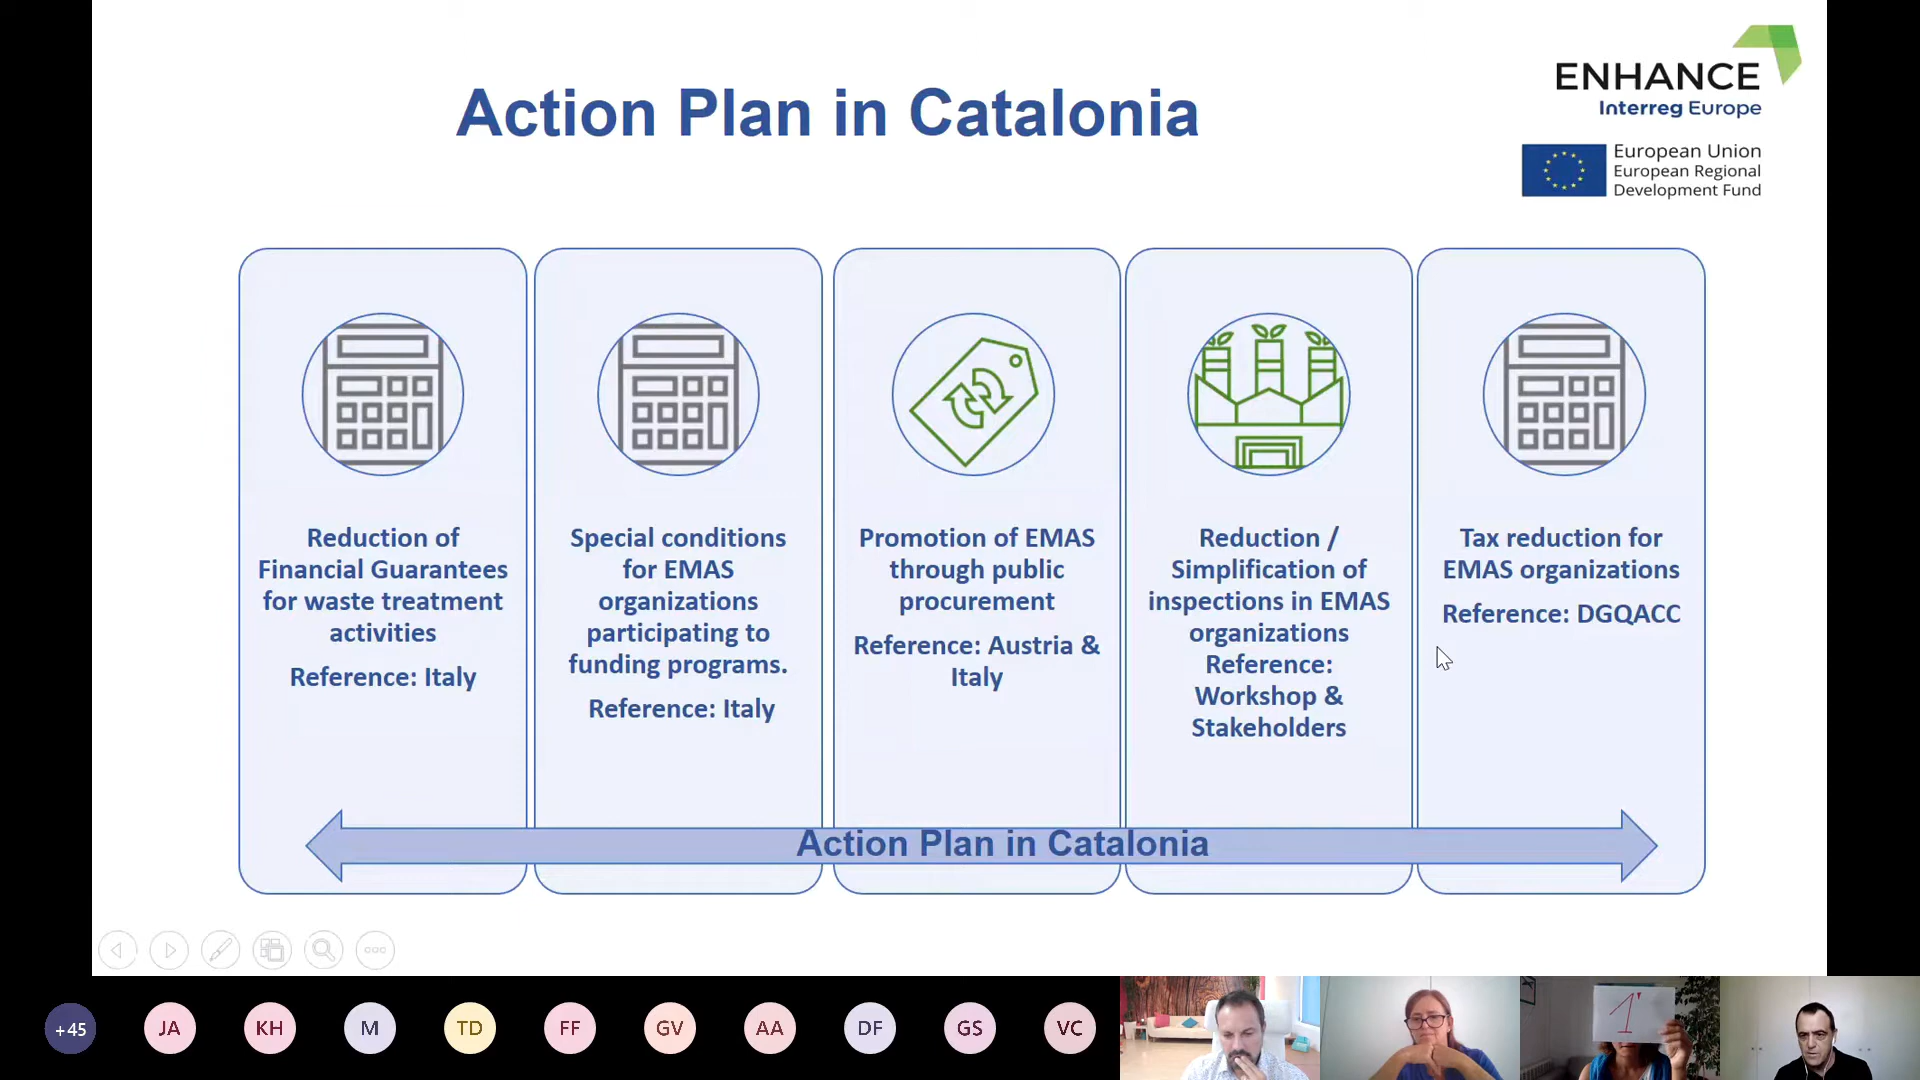 Action Plan in Catalonia
ENHANCE
Interreg Europe
European Union
European Regional
Development Fund
Reduction of
Financial Guarantees
for waste treatment
activities
Reference: Italy
Special conditions
for EMAS
organizations
participating to
funding programs.
Reference: Italy
Promotion of EMAS
through public
procurement
Reference: Austria &
Italy
Reduction /
Simplification of
inspections in EMAS
organizations
Reference:
Workshop &
Stakeholders
Tax reduction for
EMAS organizations
Reference: DGQACC
Action Plan in Catalonia
+45
JA
KH
M
TD
FF
GV
AA
DF
GS
VC
1'